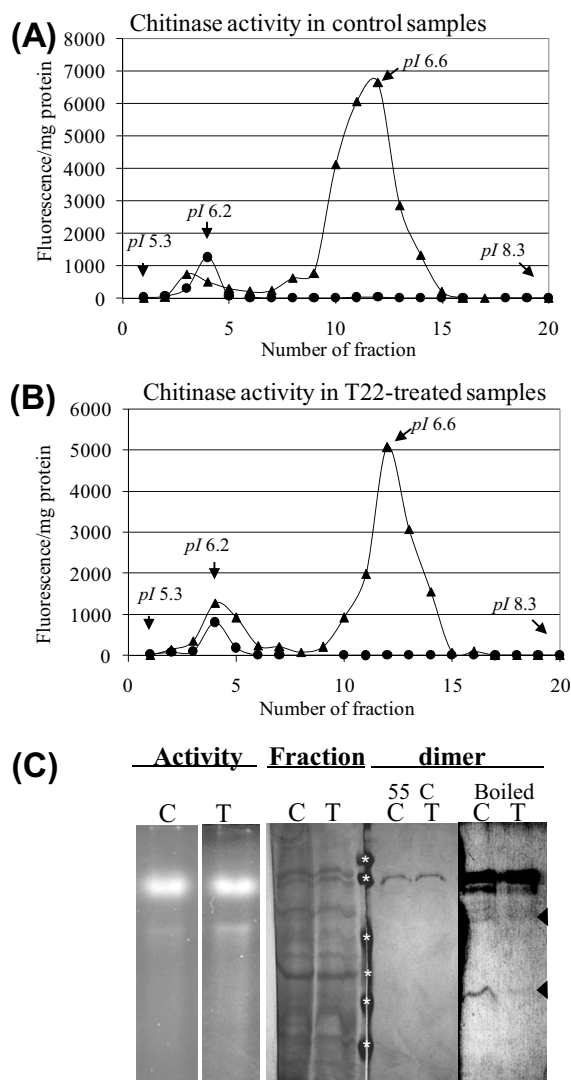 (A)
Chitinase activity in control samples
8000
7000
6000
5000
4000
3000
2000
1000
0
Fluorescence/mg protein
pI 5.3
pI 6.2
pI 6.6
pI 8.3
0 5 10 15 20
Number of fraction
(B)
Chitinase activity in T22-treated samples
6000
5000
4000
3000
2000
1000
0
Fluorescence/mg protein
pI 5.3
pI 6.2
pI 6.6
pI 8.3
0 5 10 15 20
Number of fraction
(C)
Activity Fraction dimer
55 C Boiled
C T C T C T C T
*
*
*
*
*
*